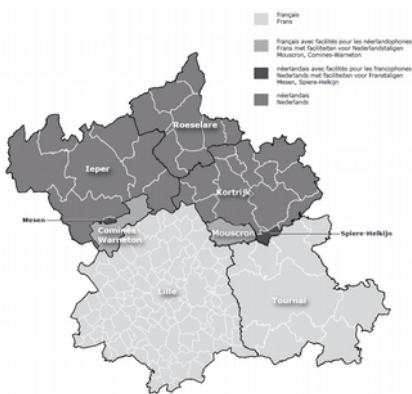 français
Frans
français avec facilités pour les néerlandophones
Frans met faciliteiten voor Nederlandstaligen
Mouscron, Comines-Warneton
néerlandais avec facilités pour les francophones
Nederlands met faciliteiten voor Franstaligen
Mesen, Spiere-Helkijn
néerlandais
Nederlands
Roeselare
Ieper
Kortrijk
Mesen
Comines
Warneton
Mouscron
Spiere-Helkijn
Lille
Tournai